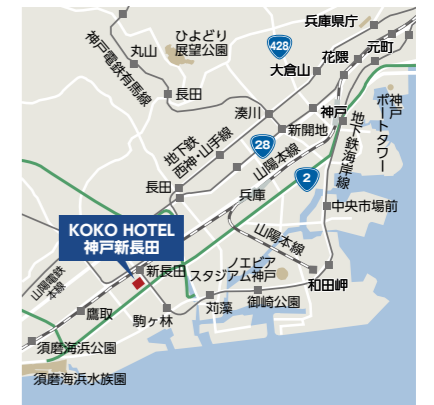 兵庫県庁
元町
428
花隈
大倉山
ひよどり
展望公園
丸山
神戸電鉄有馬線
長田
湊川
神戸
新開地
神戸
ポートタワー
地下鉄
西神・山手線
28
山陽本線
地下鉄海岸線
2
長田
兵庫
中央市場前
KOKO HOTEL
神戸新長田
山陽本線
ノエビア
スタジアム神戸
新長田
山陽電鉄
本線
和田岬
御崎公園
苅藻
駒ヶ林
鷹取
須磨海浜公園
須磨海浜水族園